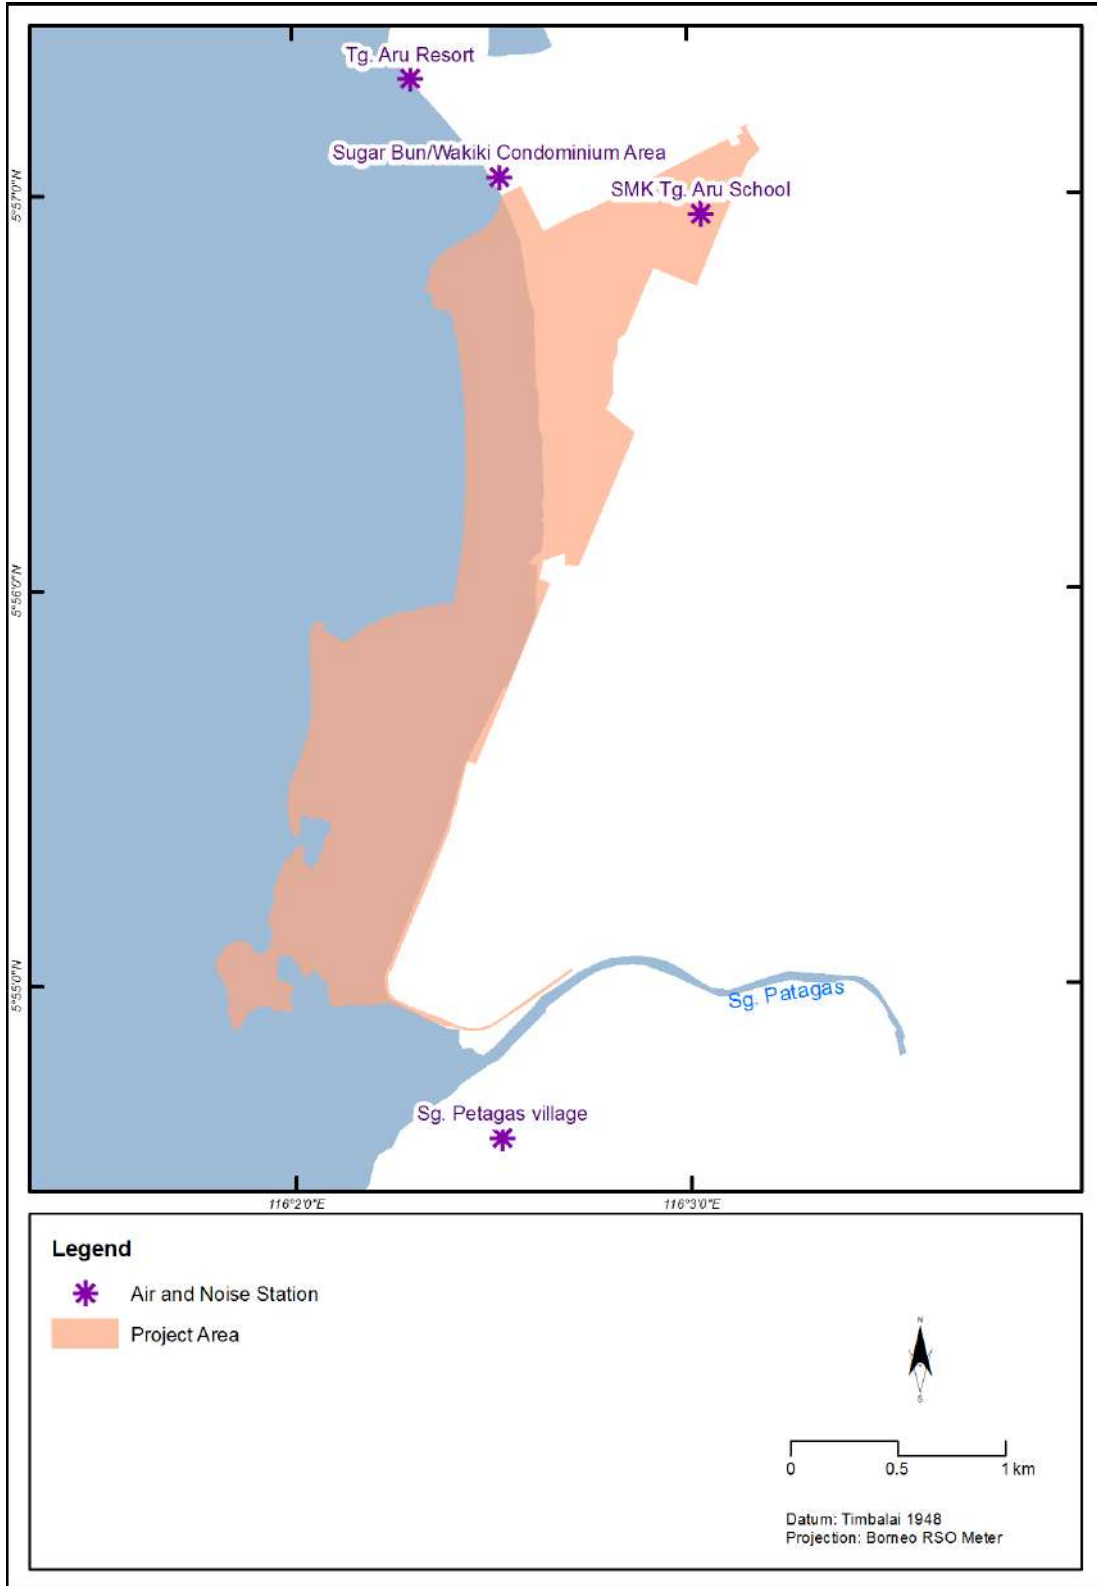 Tg. Aru Resort
Sugar Bun/Wakiki Condominium Area
SMK Tg. Aru School
5°57'0"N
5°56'0"N
5°55'0"N
Sg. Patagas
Sg. Petagas village
116°2'0"E
116°3'0"E
Legend
Air and Noise Station
Project Area
N
S
0 0.5 1 km
Datum: Timbalai 1948
Projection: Borneo RSO Meter